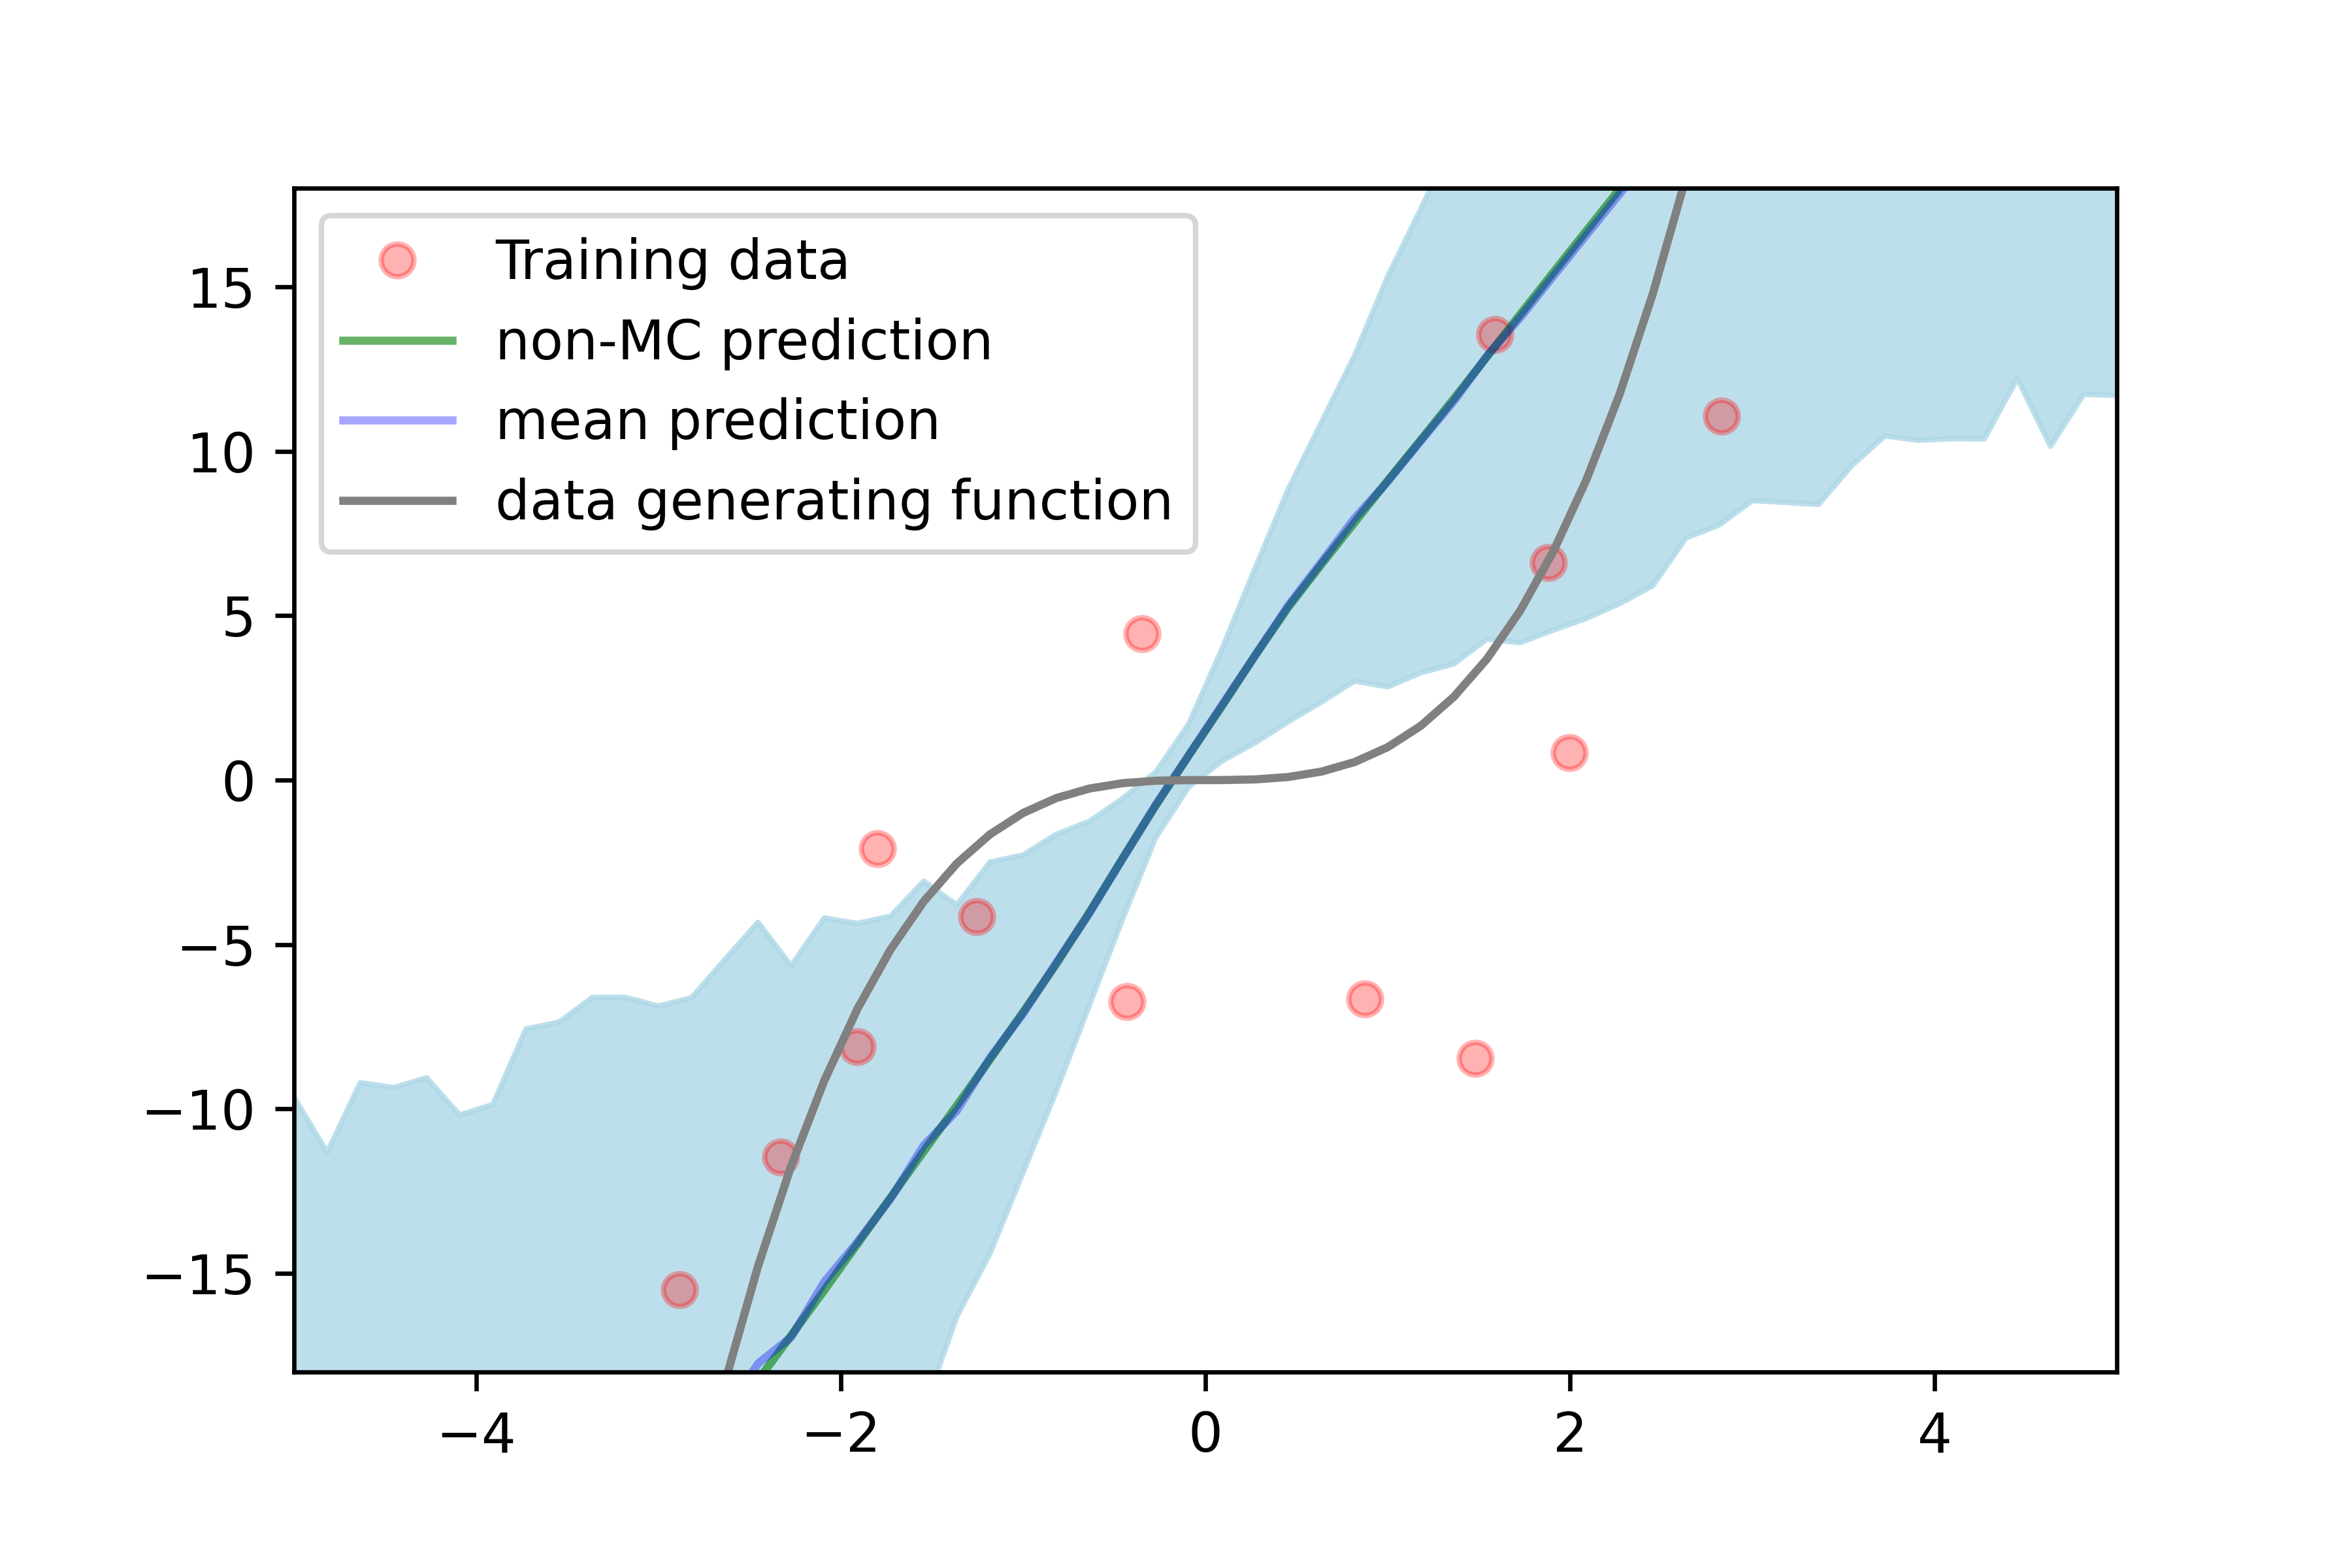 Training data
non-MC prediction
mean prediction
data generating function
15
10
5
0
−5
−10
−15
−4 −2 0 2 4